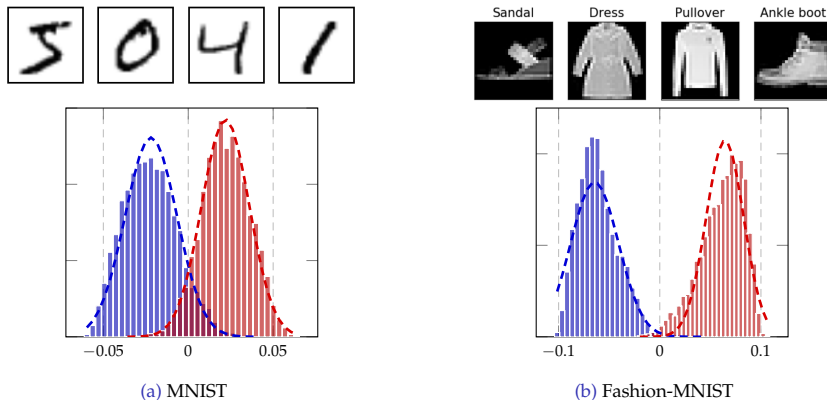 5 0 4 1
Sandal Dress Pullover Ankle boot
−0.05 0 0.05
−0.1 0 0.1
(a) MNIST
(b) Fashion-MNIST